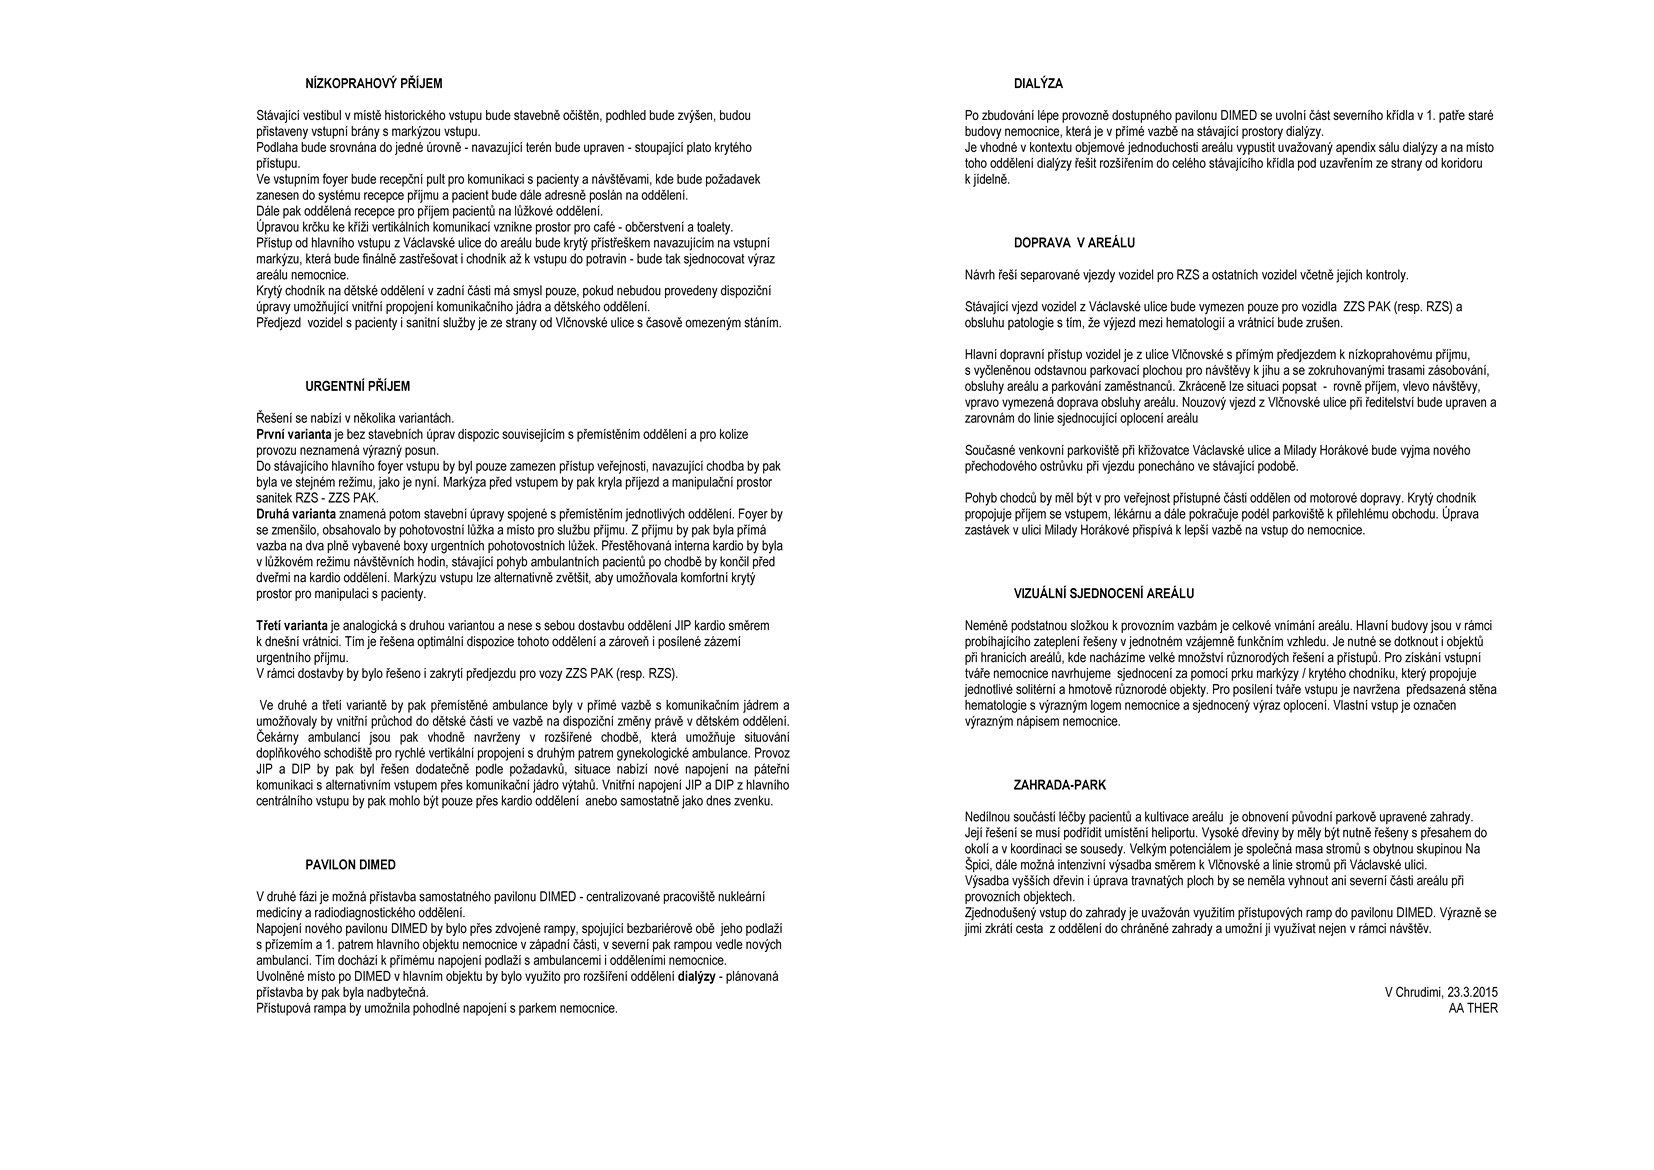 NÍZKOPRAHOVÝ PŘÍJEM
Stávající vestibul v místě historického vstupu bude stavebně očištěn, podhled bude zvýšen, budou
přistaveny vstupní brány s markýzou vstupu.
Podlaha bude srovnána do jedné úrovně - navazující terén bude upraven - stoupající plato krytého
přístupu.
Ve vstupním foyer bude recepční pult pro komunikaci s pacienty a návštěvami, kde bude požadavek
zanesen do systému recepce příjmu a pacient bude dále adresně poslán na oddělení.
Dále pak oddělená recepce pro příjem pacientů na lůžkové oddělení.
Úpravou krčku ke kříži vertikálních komunikací vznikne prostor pro café - občerstvení a toalety.
Přístup od hlavního vstupu z Václavské ulice do areálu bude krytý přístřeškem navazujícím na vstupní
markýzu, která bude finálně zastřešovat i chodník až k vstupu do potravin - bude tak sjednocovat výraz
areálu nemocnice.
Krytý chodník na dětské oddělení v zadní části má smysl pouze, pokud nebudou provedeny dispoziční
úpravy umožňující vnitřní propojení komunikačního jádra a dětského oddělení.
Předjezd  vozidel s pacienty i sanitní služby je ze strany od Vlčnovské ulice s časově omezeným stáním.
URGENTNÍ PŘÍJEM
Řešení se nabízí v několika variantách.
První varianta je bez stavebních úprav dispozic souvisejícím s přemístěním oddělení a pro kolize
provozu neznamená výrazný posun.
Do stávajícího hlavního foyer vstupu by byl pouze zamezen přístup veřejnosti, navazující chodba by pak
byla ve stejném režimu, jako je nyní. Markýza před vstupem by pak kryla příjezd a manipulační prostor
sanitek RZS - ZZS PAK.
Druhá varianta znamená potom stavební úpravy spojené s přemístěním jednotlivých oddělení. Foyer by
se zmenšilo, obsahovalo by pohotovostní lůžka a místo pro službu příjmu. Z příjmu by pak byla přímá
vazba na dva plně vybavené boxy urgentních pohotovostních lůžek. Přestěhovaná interna kardio by byla
v lůžkovém režimu návštěvních hodin, stávající pohyb ambulantních pacientů po chodbě by končil před
dveřmi na kardio oddělení. Markýzu vstupu lze alternativně zvětšit, aby umožňovala komfortní krytý
prostor pro manipulaci s pacienty.
Třetí varianta je analogická s druhou variantou a nese s sebou dostavbu oddělení JIP kardio směrem
k dnešní vrátnici. Tím je řešena optimální dispozice tohoto oddělení a zároveň i posílené zázemí
urgentního příjmu.
V rámci dostavby by bylo řešeno i zakrytí předjezdu pro vozy ZZS PAK (resp. RZS).
Ve druhé a třetí variantě by pak přemístěné ambulance byly v přímé vazbě s komunikačním jádrem a
umožňovaly by vnitřní průchod do dětské části ve vazbě na dispoziční změny právě v dětském oddělení.
Čekárny ambulancí jsou pak vhodně navrženy v rozšířené chodbě, která umožňuje situování
doplňkového schodiště pro rychlé vertikální propojení s druhým patrem gynekologické ambulance. Provoz
JIP a DIP by pak byl řešen dodatečně podle požadavků, situace nabízí nové napojení na páteřní
komunikaci s alternativním vstupem přes komunikační jádro výtahů. Vnitřní napojení JIP a DIP z hlavního
centrálního vstupu by pak mohlo být pouze přes kardio oddělení  anebo samostatně jako dnes zvenku.
PAVILON DIMED
V druhé fázi je možná přístavba samostatného pavilonu DIMED - centralizované pracoviště nukleární
medicíny a radiodiagnostického oddělení.
Napojení nového pavilonu DIMED by bylo přes zdvojené rampy, spojující bezbariérově obě  jeho podlaží
s přízemím a 1. patrem hlavního objektu nemocnice v západní části, v severní pak rampou vedle nových
ambulancí. Tím dochází k přímému napojení podlaží s ambulancemi i odděleními nemocnice.
Uvolněné místo po DIMED v hlavním objektu by bylo využito pro rozšíření oddělení dialýzy - plánovaná
přístavba by pak byla nadbytečná.
Přístupová rampa by umožnila pohodlné napojení s parkem nemocnice.
DIALÝZA
Po zbudování lépe provozně dostupného pavilonu DIMED se uvolní část severního křídla v 1. patře staré
budovy nemocnice, která je v přímé vazbě na stávající prostory dialýzy.
Je vhodné v kontextu objemové jednoduchosti areálu vypustit uvažovaný apendix sálu dialýzy a na místo
toho oddělení dialýzy řešit rozšířením do celého stávajícího křídla pod uzavřením ze strany od koridoru
k jídelně.
DOPRAVA  V AREÁLU
Návrh řeší separované vjezdy vozidel pro RZS a ostatních vozidel včetně jejich kontroly.
Stávající vjezd vozidel z Václavské ulice bude vymezen pouze pro vozidla  ZZS PAK (resp. RZS) a
obsluhu patologie s tím, že výjezd mezi hematologií a vrátnicí bude zrušen.
Hlavní dopravní přístup vozidel je z ulice Vlčnovské s přímým předjezdem k nízkoprahovému příjmu,
s vyčleněnou odstavnou parkovací plochou pro návštěvy k jihu a se zokruhovanými trasami zásobování,
obsluhy areálu a parkování zaměstnanců. Zkráceně lze situaci popsat  -  rovně příjem, vlevo návštěvy,
vpravo vymezená doprava obsluhy areálu. Nouzový vjezd z Vlčnovské ulice při ředitelství bude upraven a
zarovnám do linie sjednocující oplocení areálu
Současné venkovní parkoviště při křižovatce Václavské ulice a Milady Horákové bude vyjma nového
přechodového ostrůvku při vjezdu ponecháno ve stávající podobě.
Pohyb chodců by měl být v pro veřejnost přístupné části oddělen od motorové dopravy. Krytý chodník
propojuje příjem se vstupem, lékárnu a dále pokračuje podél parkoviště k přilehlému obchodu. Úprava
zastávek v ulici Milady Horákové přispívá k lepší vazbě na vstup do nemocnice.
VIZUÁLNÍ SJEDNOCENÍ AREÁLU
Neméně podstatnou složkou k provozním vazbám je celkové vnímání areálu. Hlavní budovy jsou v rámci
probíhajícího zateplení řešeny v jednotném vzájemně funkčním vzhledu. Je nutné se dotknout i objektů
při hranicích areálů, kde nacházíme velké množství různorodých řešení a přístupů. Pro získání vstupní
tváře nemocnice navrhujeme  sjednocení za pomocí prku markýzy / krytého chodníku, který propojuje
jednotlivé solitérní a hmotově různorodé objekty. Pro posílení tváře vstupu je navržena  předsazená stěna
hematologie s výrazným logem nemocnice a sjednocený výraz oplocení. Vlastní vstup je označen
výrazným nápisem nemocnice.
ZAHRADA-PARK
Nedílnou součástí léčby pacientů a kultivace areálu  je obnovení původní parkově upravené zahrady.
Její řešení se musí podřídit umístění heliportu. Vysoké dřeviny by měly být nutně řešeny s přesahem do
okolí a v koordinaci se sousedy. Velkým potenciálem je společná masa stromů s obytnou skupinou Na
Špici, dále možná intenzivní výsadba směrem k Vlčnovské a linie stromů při Václavské ulici.
Výsadba vyšších dřevin i úprava travnatých ploch by se neměla vyhnout ani severní části areálu při
provozních objektech.
Zjednodušený vstup do zahrady je uvažován využitím přístupových ramp do pavilonu DIMED. Výrazně se
jimi zkrátí cesta  z oddělení do chráněné zahrady a umožní ji využívat nejen v rámci návštěv.
V Chrudimi, 23.3.2015
AA THER